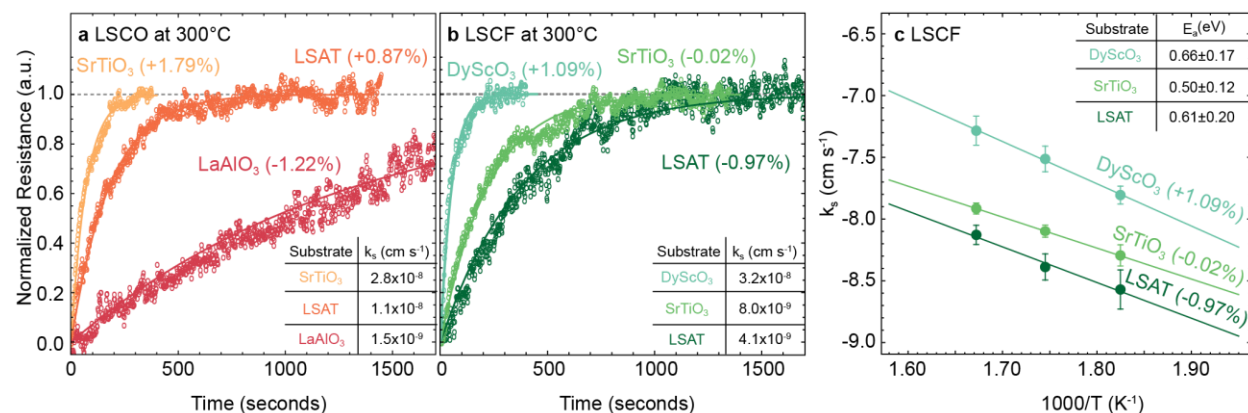 a LSCO at 300°C
SrTiO₃ (+1.79%)
LSAT (+0.87%)
LaAlO₃ (-1.22%)
Normalized Resistance (a.u.)
1.0
0.8
0.6
0.4
0.2
0.0
Substrate kₛ (cm s⁻¹)
SrTiO₃ 2.8x10⁻⁸
LSAT 1.1x10⁻⁸
LaAlO₃ 1.5x10⁻⁹
0 500 1000 1500
Time (seconds)
b LSCF at 300°C
SrTiO₃ (-0.02%)
DyScO₃ (+1.09%)
LSAT (-0.97%)
Substrate kₛ (cm s⁻¹)
DyScO₃ 3.2x10⁻⁸
SrTiO₃ 8.0x10⁻⁹
LSAT 4.1x10⁻⁹
0 500 1000 1500
Time (seconds)
c LSCF
Substrate Eₐ(eV)
DyScO₃ 0.66±0.17
SrTiO₃ 0.50±0.12
LSAT 0.61±0.20
kₛ (cm s⁻¹)
-6.5
-7.0
-7.5
-8.0
-8.5
-9.0
DyScO₃ (+1.09%)
SrTiO₃ (-0.02%)
LSAT (-0.97%)
1.60 1.70 1.80 1.90
1000/T (K⁻¹)